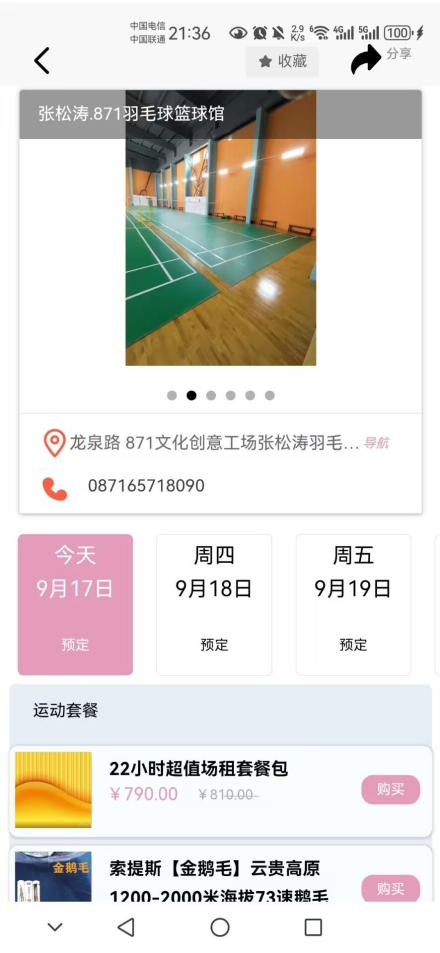 中国电信
中国联通
21:36
2.9
K/s
6
4G
5G
100
收藏
分享
张松涛.871羽毛球篮球馆
龙泉路 871文化创意工场张松涛羽毛... 导航
087165718090
今天
9月17日
预定
周四
9月18日
预定
周五
9月19日
预定
运动套餐
22小时超值场租套餐包
￥790.00 ￥810.00
购买
金鹅毛
索提斯【金鹅毛】云贵高原
1200-2000米海拔73速鹅毛
购买